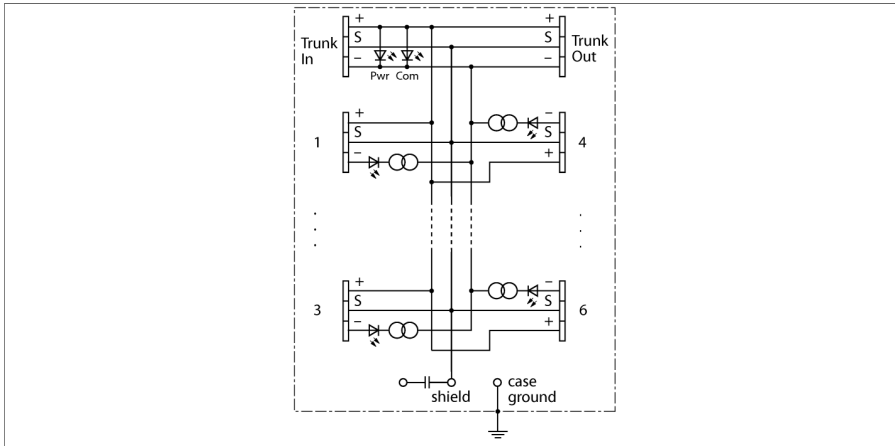 + +
Trunk In S S Trunk Out
– –
Pwr Com
+ –
1 S S 4
– +
+ –
3 S S 6
– +
shield case ground